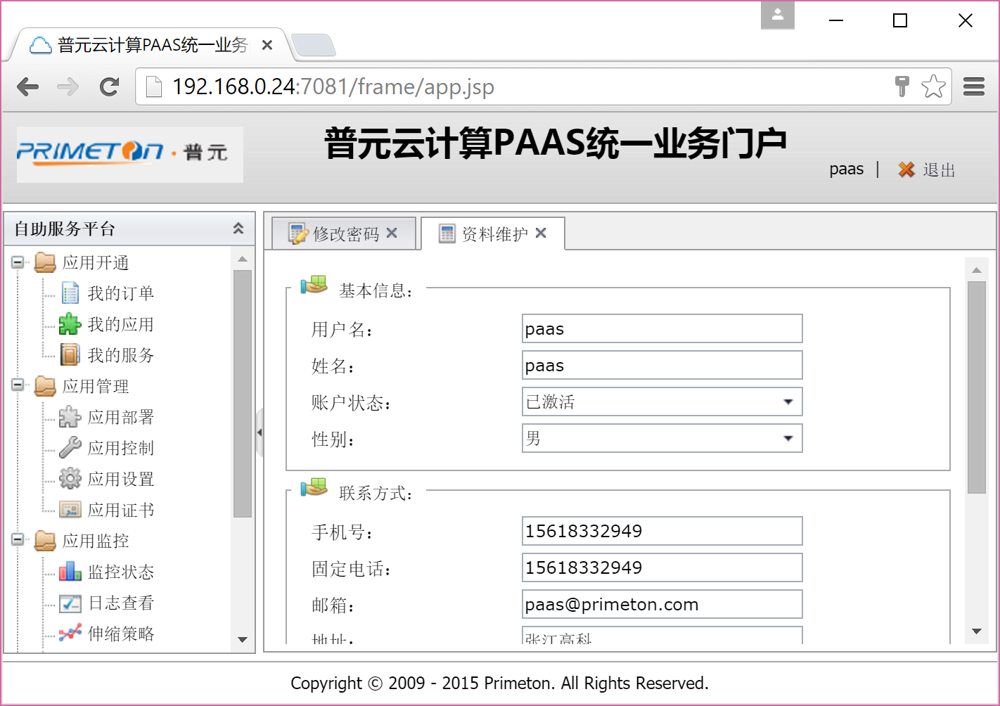 普元云计算PAAS统一业务
192.168.0.24:7081/frame/app.jsp
PRIMETON·普元
普元云计算PAAS统一业务门户
paas | 退出
自助服务平台
应用开通
我的订单
我的应用
我的服务
应用管理
应用部署
应用控制
应用设置
应用证书
应用监控
监控状态
日志查看
伸缩策略
修改密码 资料维护
基本信息：
用户名： paas
姓名： paas
账户状态： 已激活
性别： 男
联系方式：
手机号： 15618332949
固定电话： 15618332949
邮箱： paas@primeton.com
地址： 张江高科
Copyright © 2009 - 2015 Primeton. All Rights Reserved.